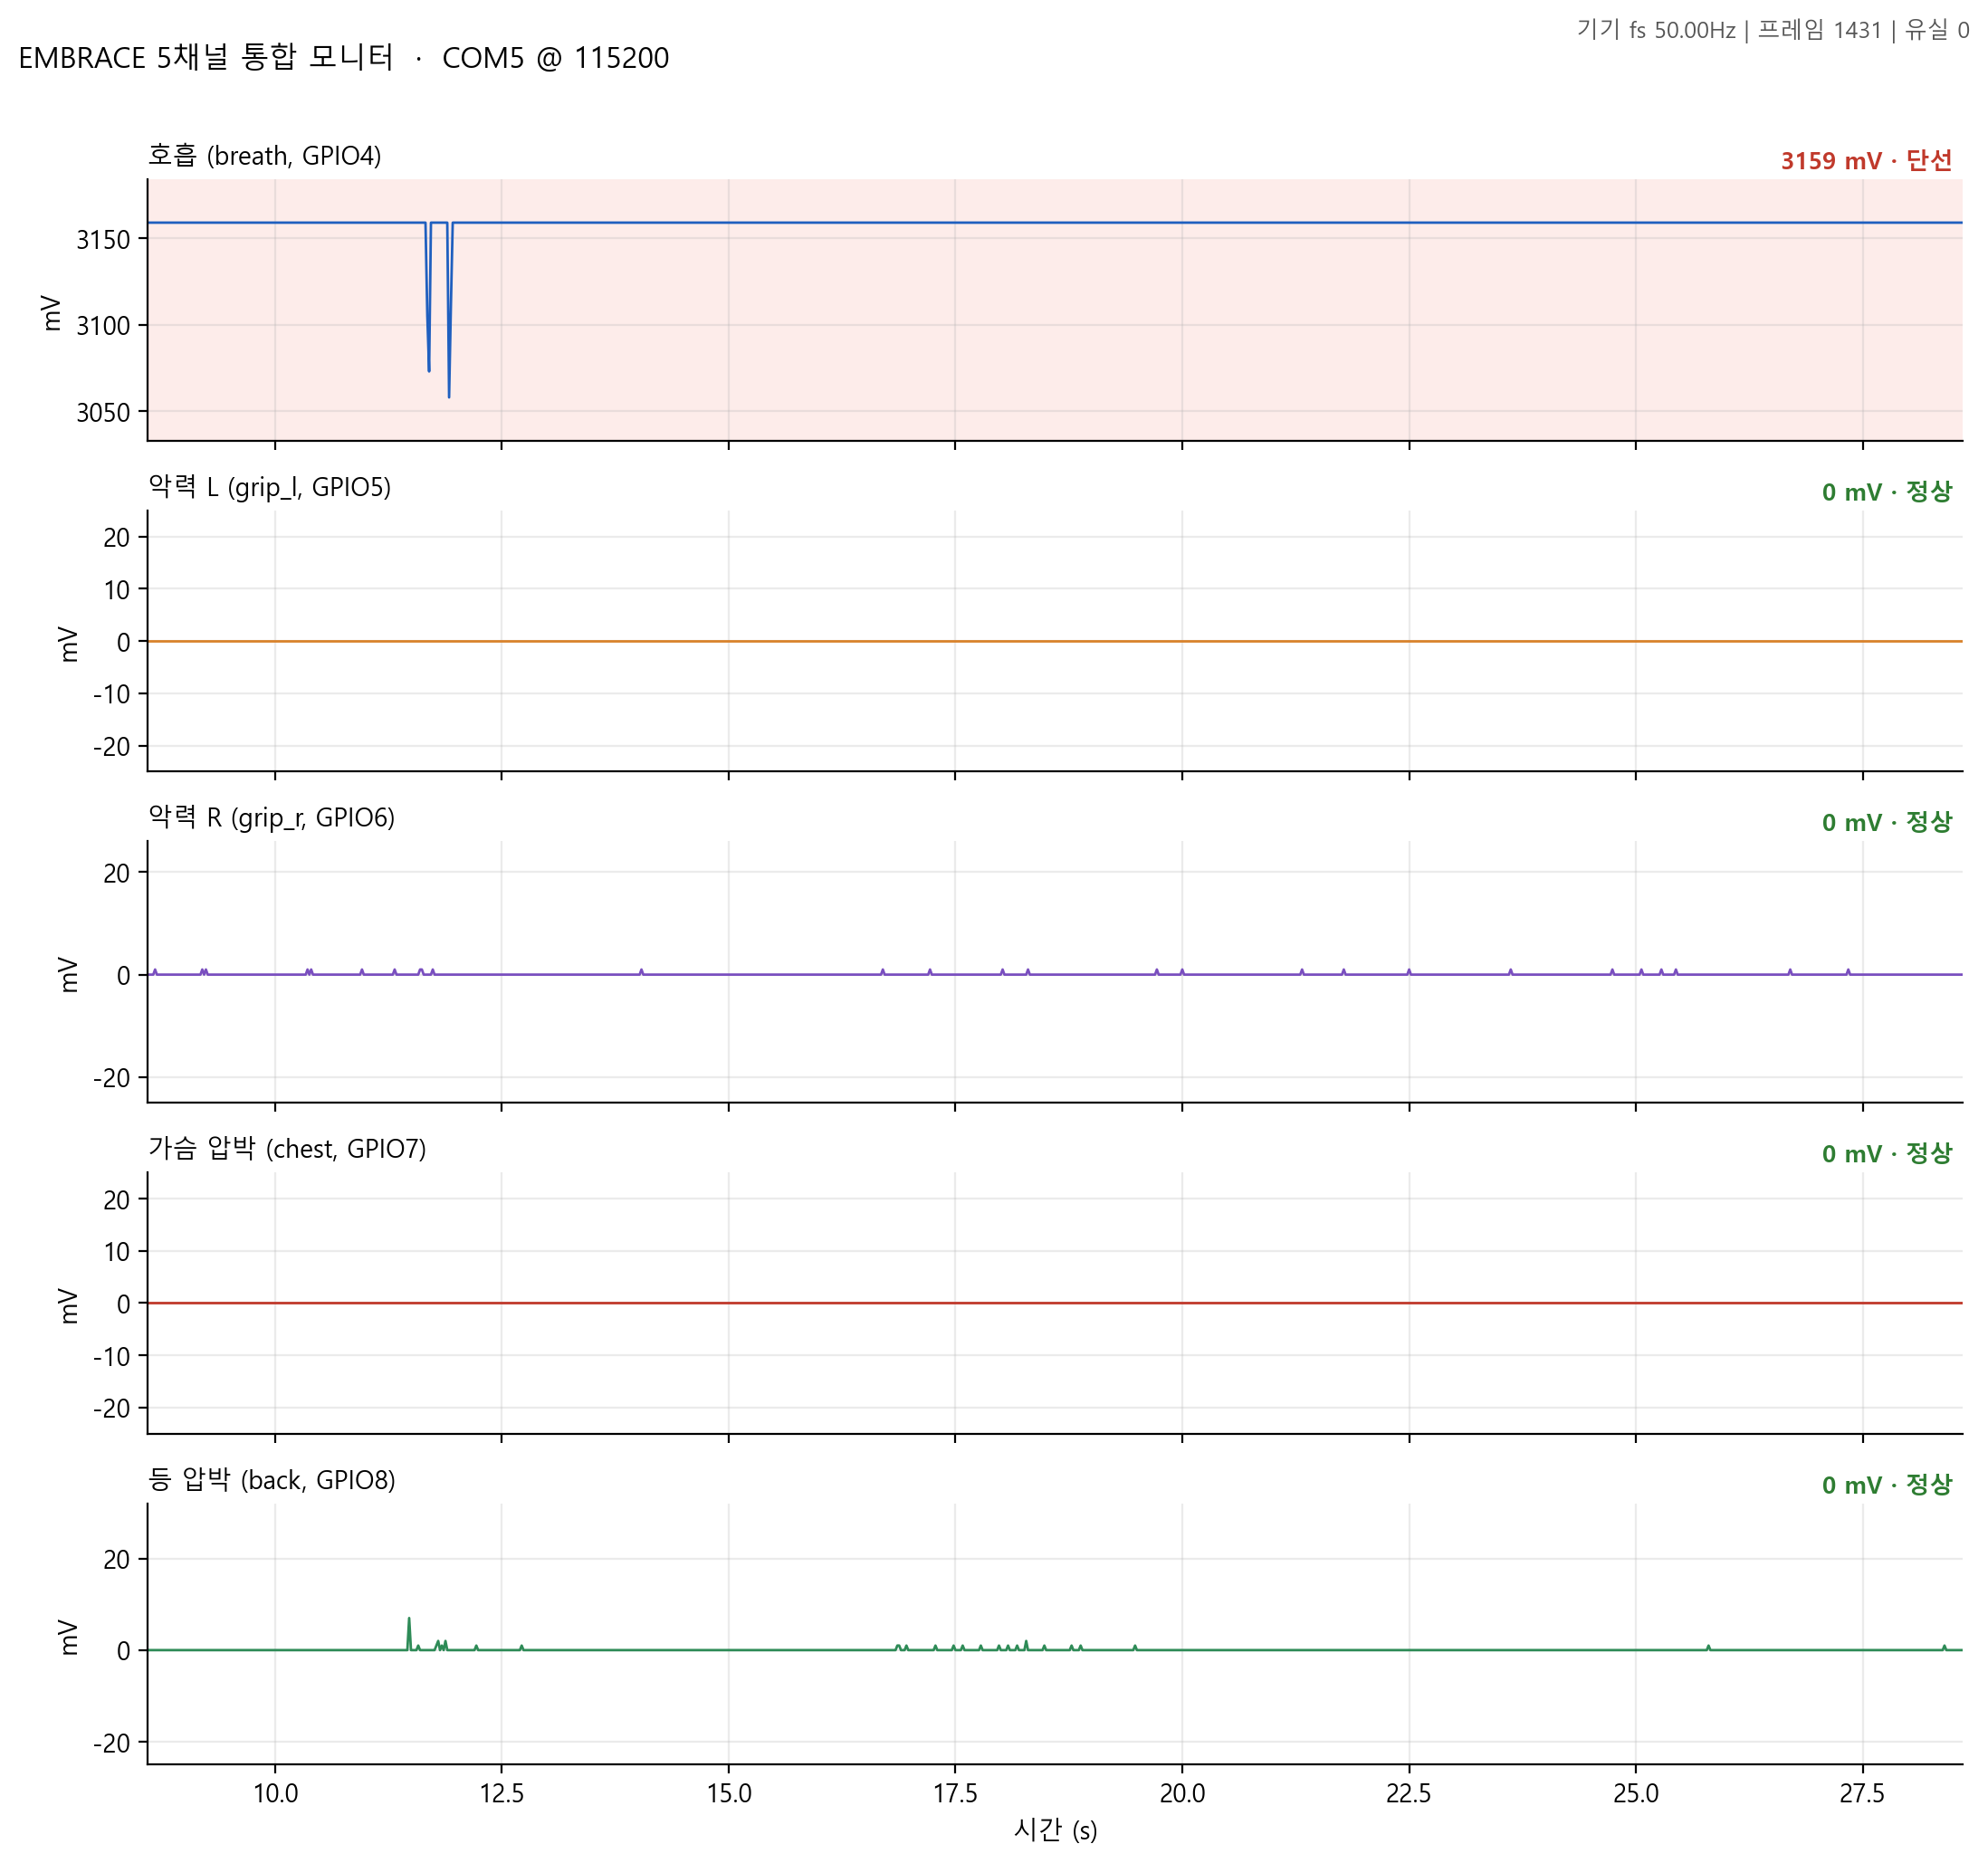 기기 fs 50.00Hz | 프레임 1431 | 유실 0
EMBRACE 5채널 통합 모니터 · COM5 @ 115200
호흡 (breath, GPIO4)
3159 mV · 단선
mV
3150
3100
3050
악력 L (grip_l, GPIO5)
0 mV · 정상
mV
20
10
0
-10
-20
악력 R (grip_r, GPIO6)
0 mV · 정상
mV
20
0
-20
가슴 압박 (chest, GPIO7)
0 mV · 정상
mV
20
10
0
-10
-20
등 압박 (back, GPIO8)
0 mV · 정상
mV
20
0
-20
10.0 12.5 15.0 17.5 20.0 22.5 25.0 27.5
시간 (s)